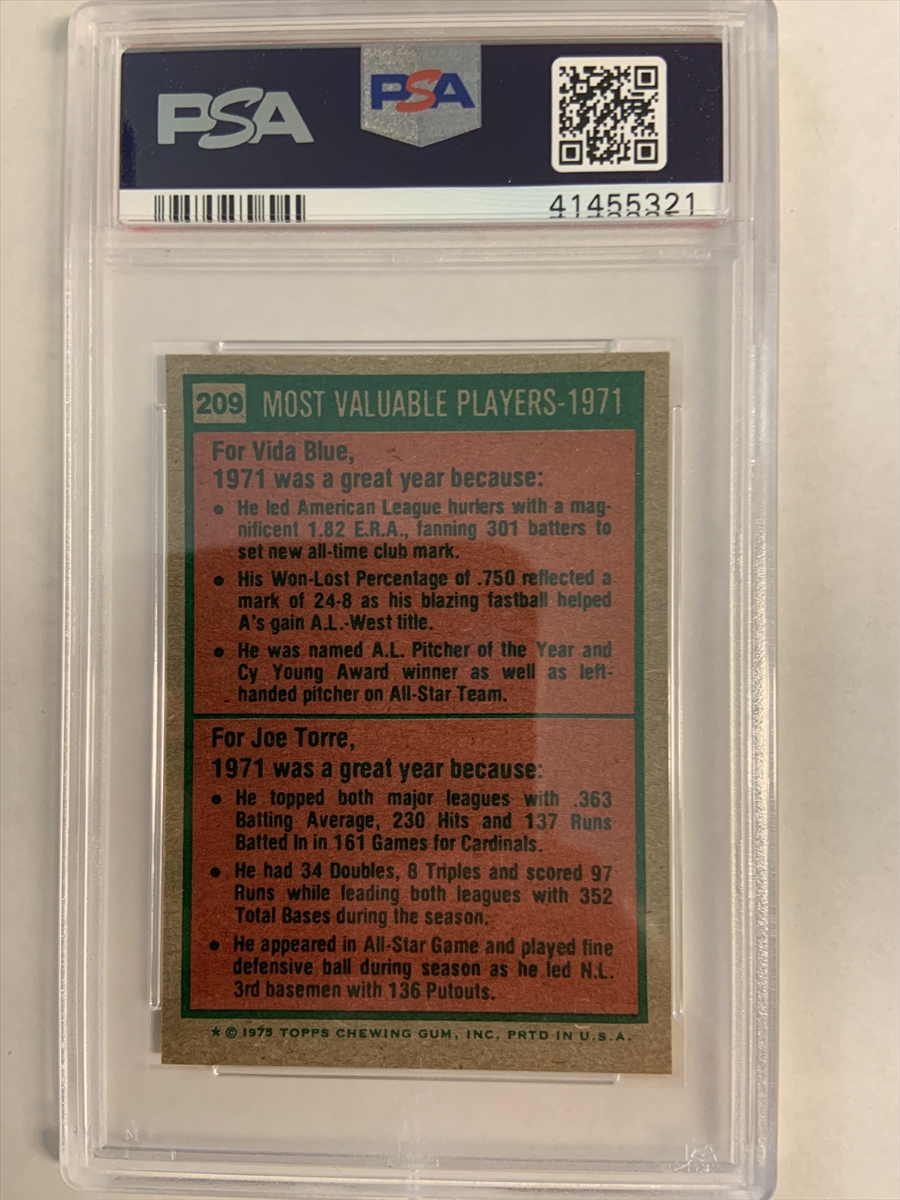 PSA
PSA
41455321
209 MOST VALUABLE PLAYERS-1971
For Vida Blue,
1971 was a great year because:
• He led American League hurlers with a mag-
nificent 1.82 E.R.A., fanning 301 batters to
set new all-time club mark.
• His Won-Lost Percentage of .750 reflected a
mark of 24-8 as his blazing fastball helped
A's gain A.L.-West title.
• He was named A.L. Pitcher of the Year and
Cy Young Award winner as well as left-
handed pitcher on All-Star Team.
For Joe Torre,
1971 was a great year because:
• He topped both major leagues with .363
Batting Average, 230 Hits and 137 Runs
Batted In in 161 Games for Cardinals.
• He had 34 Doubles, 8 Triples and scored 97
Runs while leading both leagues with 352
Total Bases during the season.
• He appeared in All-Star Game and played fine
defensive ball during season as he led N.L.
3rd basemen with 136 Putouts.
* © 1975 TOPPS CHEWING GUM, INC. PRTD IN U.S.A.